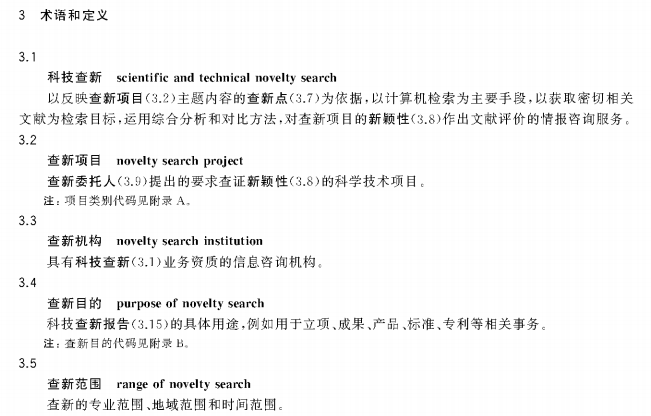 3 术语和定义
3.1
科技查新 scientific and technical novelty search
以反映查新项目(3.2)主题内容的查新点(3.7)为依据,以计算机检索为主要手段,以获取密切相关
文献为检索目标,运用综合分析和对比方法,对查新项目的新颖性(3.8)作出文献评价的情报咨询服务。
3.2
查新项目 novelty search project
查新委托人(3.9)提出的要求查证新颖性(3.8)的科学技术项目。
注:项目类别代码见附录 A。
3.3
查新机构 novelty search institution
具有科技查新(3.1)业务资质的信息咨询机构。
3.4
查新目的 purpose of novelty search
科技查新报告(3.15)的具体用途,例如用于立项、成果、产品、标准、专利等相关事务。
注:查新目的代码见附录 B。
3.5
查新范围 range of novelty search
查新的专业范围、地域范围和时间范围。